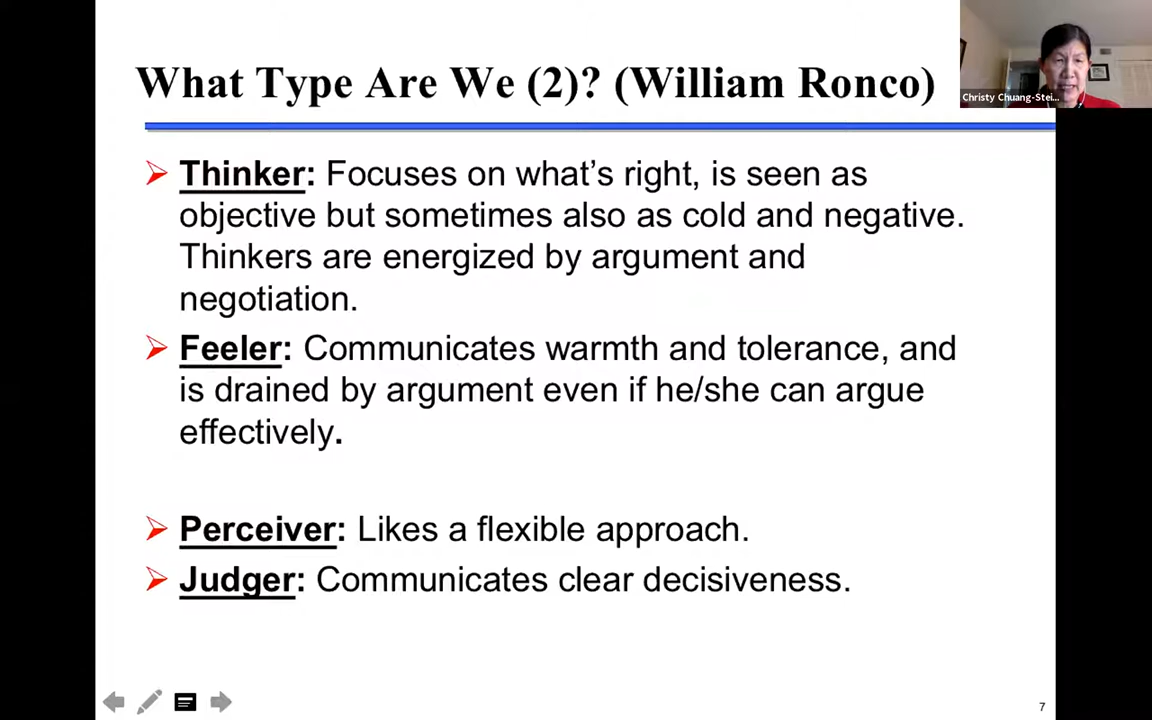 What Type Are We (2)? (William Ronco)
Christy Chuang-Stei...
➢ Thinker: Focuses on what’s right, is seen as
objective but sometimes also as cold and negative.
Thinkers are energized by argument and
negotiation.
➢ Feeler: Communicates warmth and tolerance, and
is drained by argument even if he/she can argue
effectively.
➢ Perceiver: Likes a flexible approach.
➢ Judger: Communicates clear decisiveness.
7